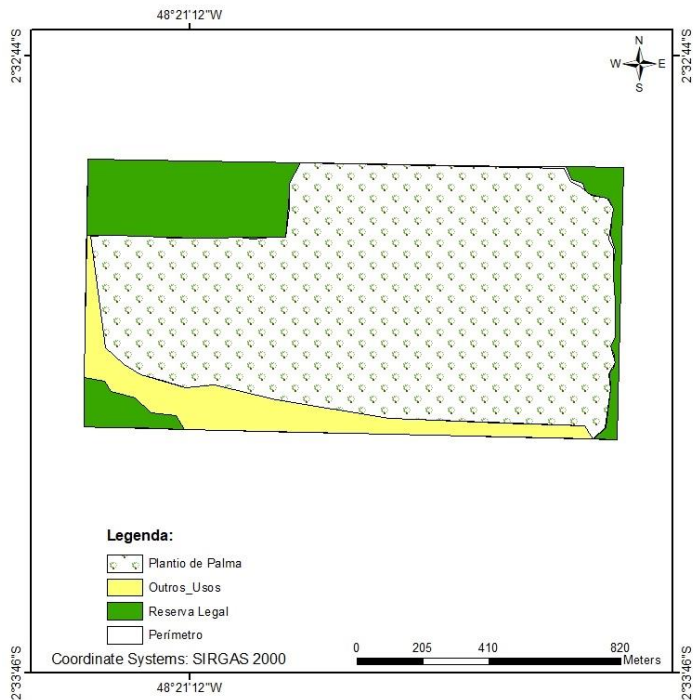 48°21'12"W
2°32'44"S
2°32'44"S
N
W E
S
Legenda:
Plantio de Palma
Outros_Usos
Reserva Legal
Perímetro
Coordinate Systems: SIRGAS 2000
0 205 410 820
Meters
2°33'46"S
2°33'46"S
48°21'12"W